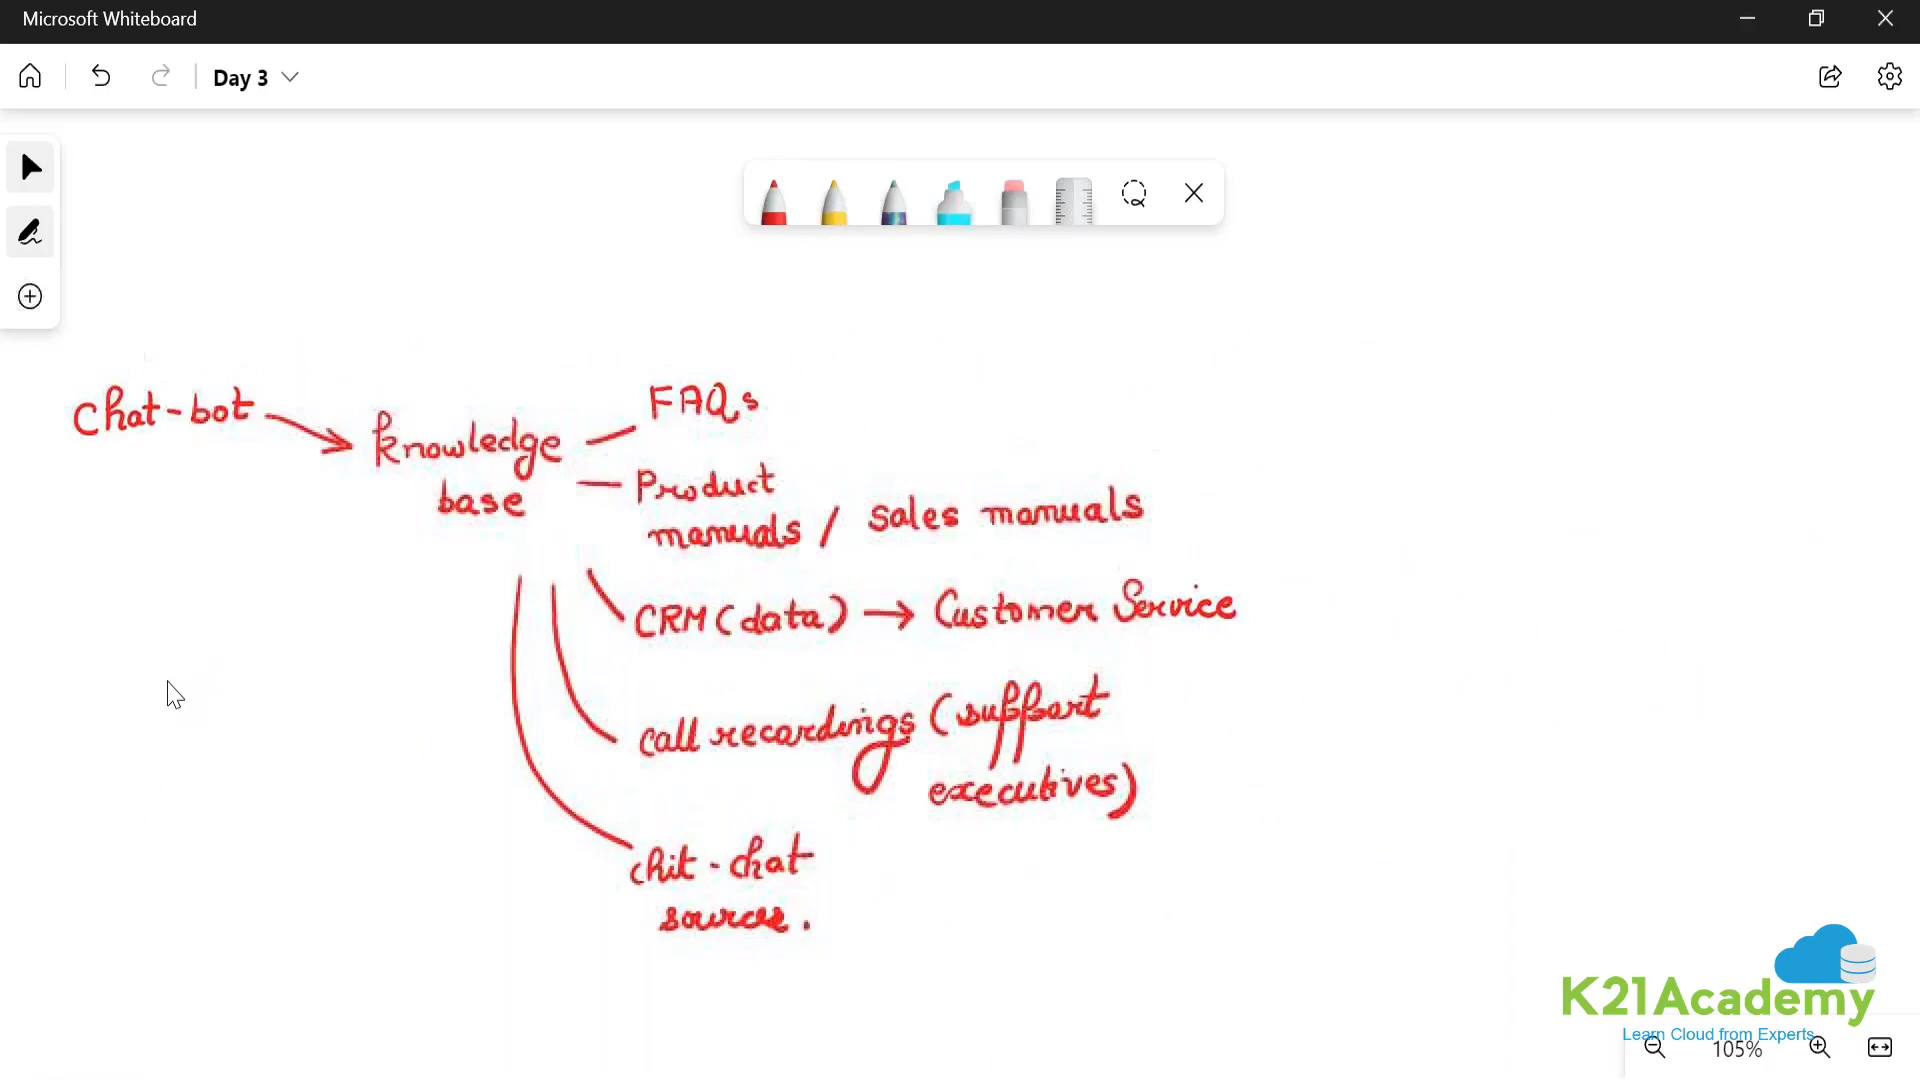 Microsoft Whiteboard
Day 3
Chat-bot
knowledge
base
FAQs
Product
manuals / sales manuals
CRM (data) → Customer Service
call recordings (support
executives)
chit-chat
sources.
K21Academy
Learn Cloud from Experts
105%